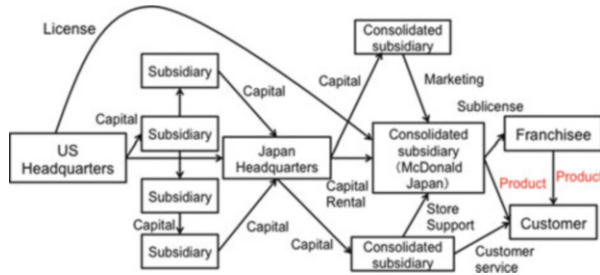 License
Subsidiary
Capital
Capital
Subsidiary
US
Headquarters
Japan
Headquarters
Subsidiary
Capital
Subsidiary
Capital
Consolidated
subsidiary
Capital
Marketing
Sublicense
Consolidated
subsidiary
(McDonald
Japan)
Franchisee
Capital
Rental
Product
Product
Store
Support
Customer
Capital
Consolidated
subsidiary
Customer
service